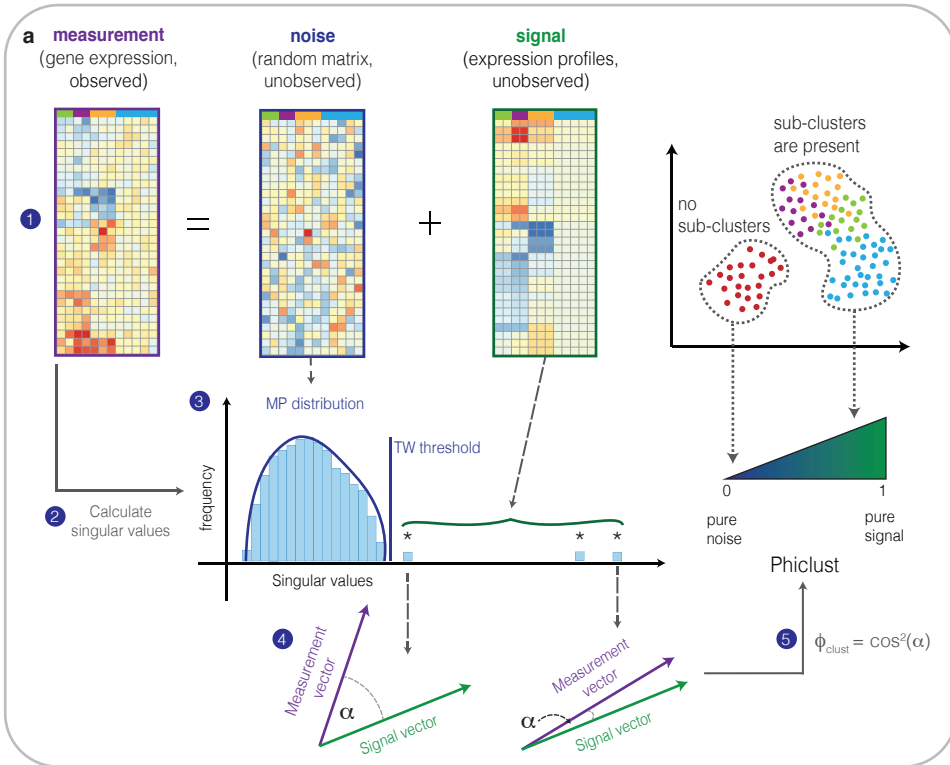 a
measurement
(gene expression,
observed)
noise
(random matrix,
unobserved)
signal
(expression profiles,
unobserved)
1
=
+
sub-clusters
are present
no
sub-clusters
0
1
pure
noise
pure
signal
Phiclust
2
Calculate
singular values
3
MP distribution
TW threshold
frequency
Singular values
*
*
*
4
Measurement
vector
α
Signal vector
Measurement
vector
α
Signal vector
5
ϕclust = cos²(α)